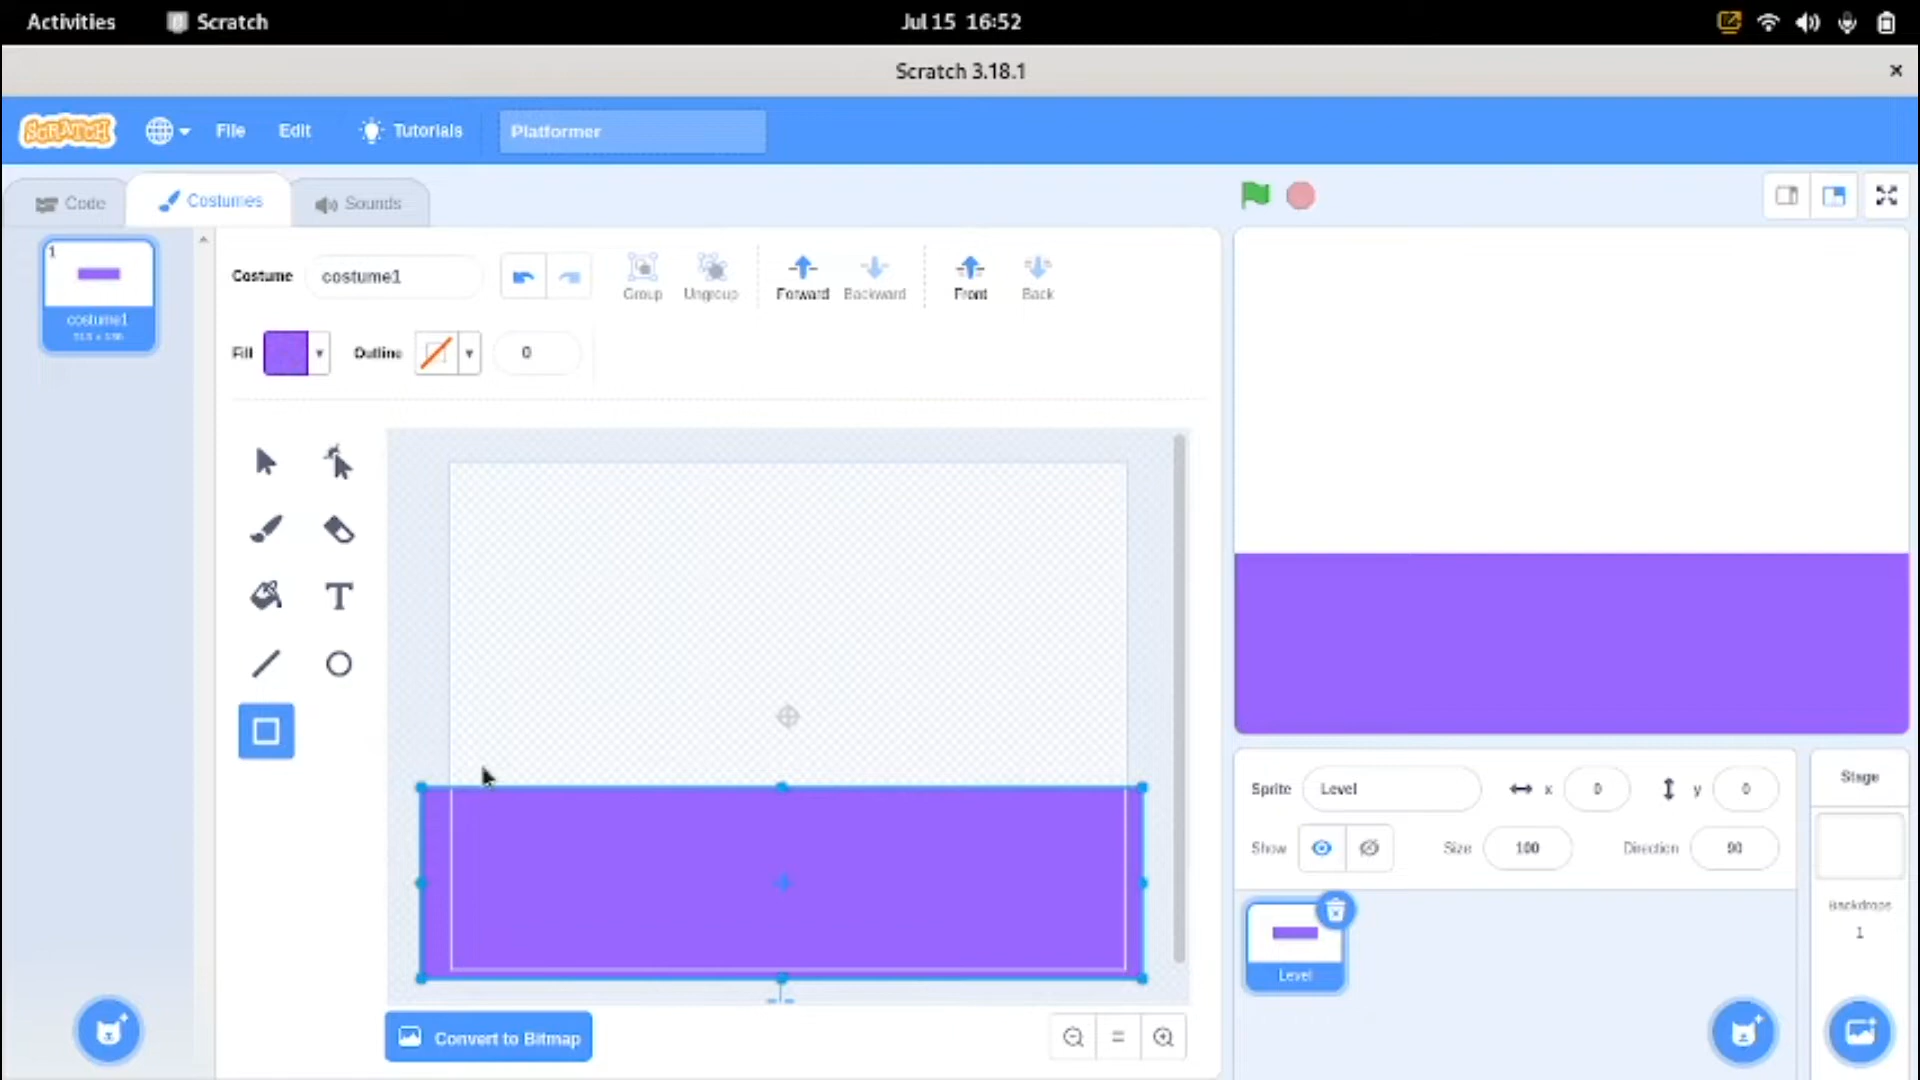 Activities
Scratch
Jul 15 16:52
Scratch 3.18.1
×
SCRATCH
File
Edit
Tutorials
Platformer
Code
Costumes
Sounds
1
costume1
Costume
costume1
Group
Ungroup
Forward
Backward
Front
Back
Fill
Outline
0
T
Convert to Bitmap
Sprite
Level
x
0
y
0
Show
Size
100
Direction
90
Stage
Backdrops
1
Level